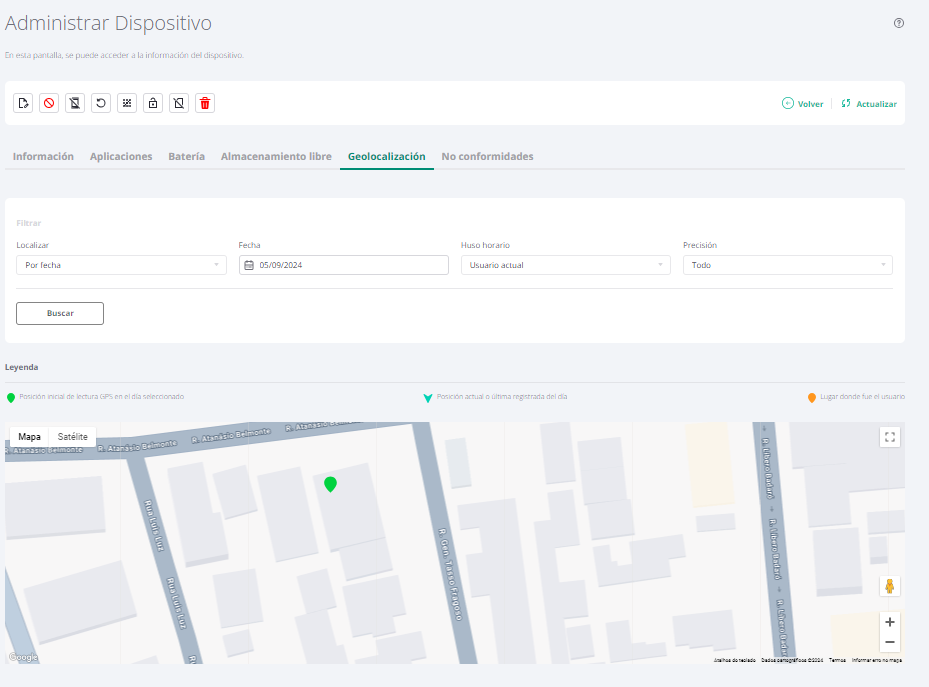 Administrar Dispositivo
En esta pantalla, se puede acceder a la información del dispositivo.
Volver
Actualizar
Información
Aplicaciones
Batería
Almacenamiento libre
Geolocalización
No conformidades
Filtrar
Localizar
Fecha
Huso horario
Precisión
Por fecha
05/09/2024
Usuario actual
Todo
Buscar
Leyenda
Posición inicial de lectura GPS en el día seleccionado
Posición actual o última registrada del día
Lugar donde fue el usuario
Mapa
Satélite
R. Atanásio Belmonte
R. Atanásio Belmonte
R. Atanásio Belmonte
R. Atanásio Belmonte
Rua Luis Luz
Rua Luis Luz
R. Gen. Tasso Fragoso
R. Líbero Badaró
R. Líbero Badaró
R. Líbero Badaró
Google
Atalhos do teclado
Dados cartográficos ©2024
Termos
Informar erro no mapa